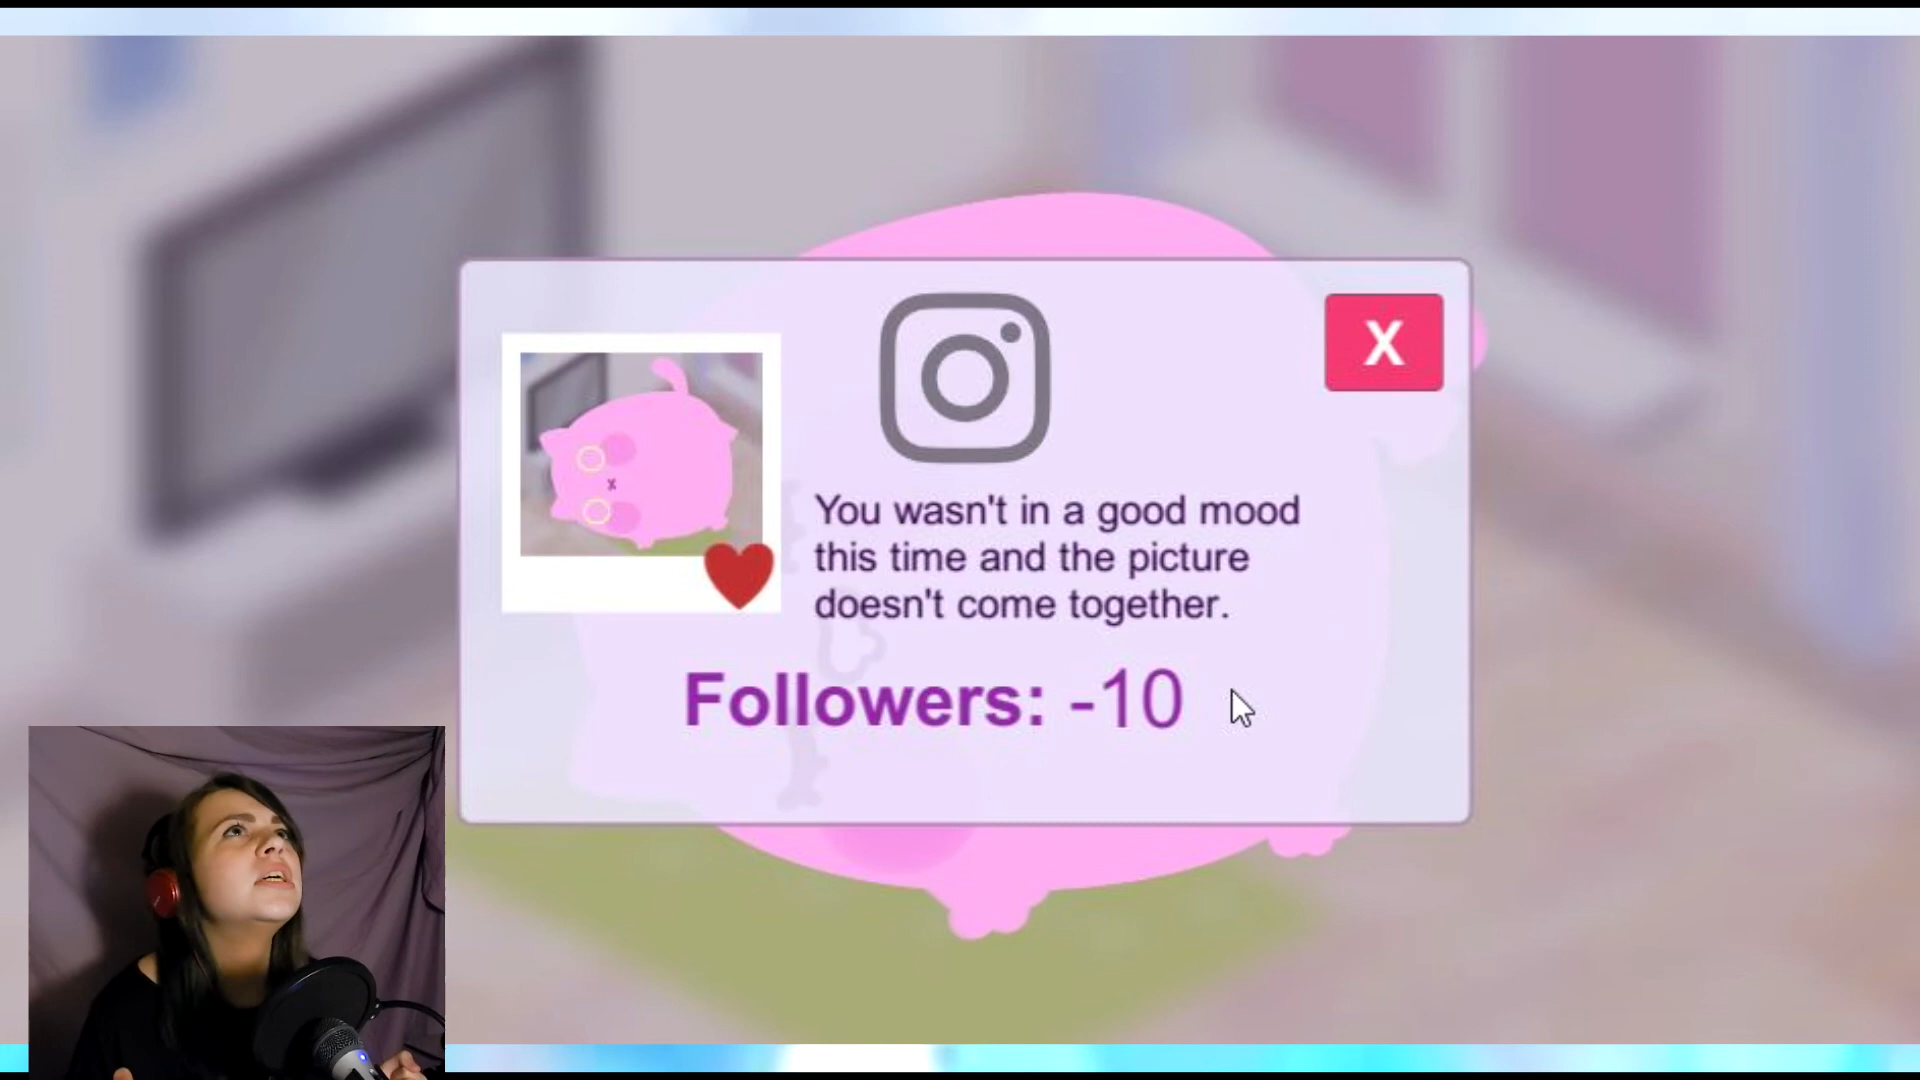 X
You wasn't in a good mood
this time and the picture
doesn't come together.
Followers: -10